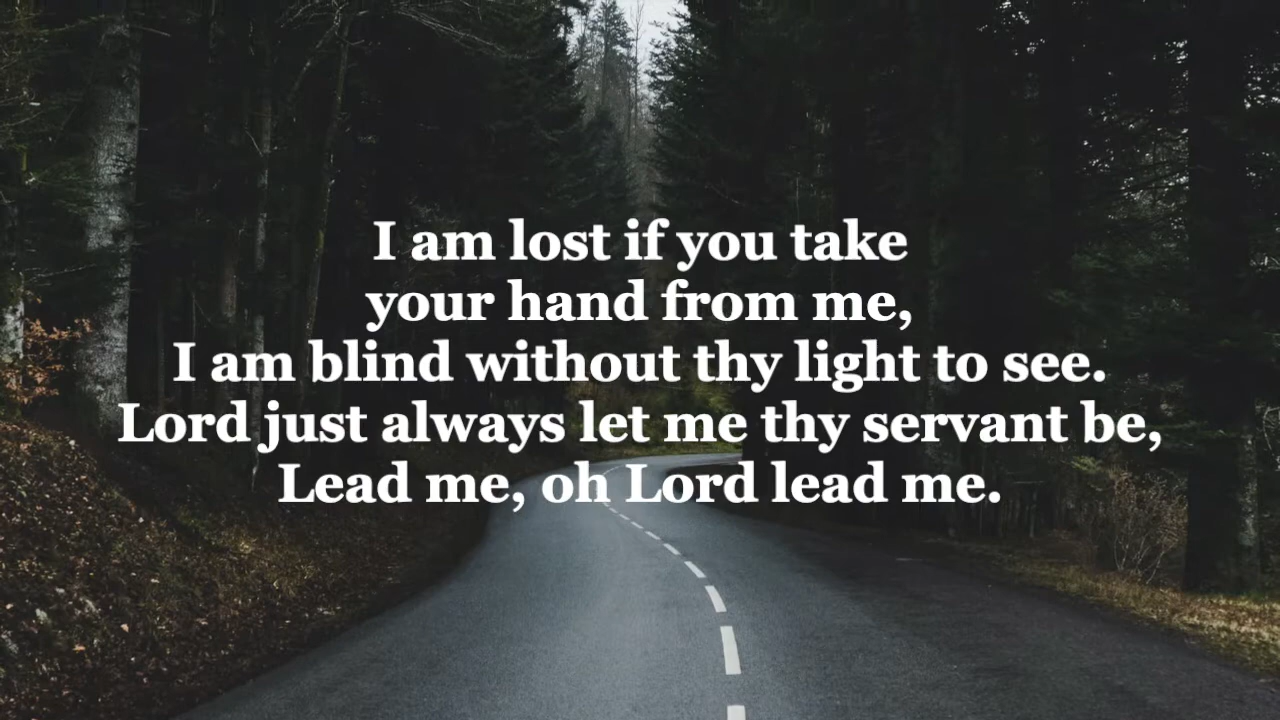 I am lost if you take
your hand from me,
I am blind without thy light to see.
Lord just always let me thy servant be,
Lead me, oh Lord lead me.